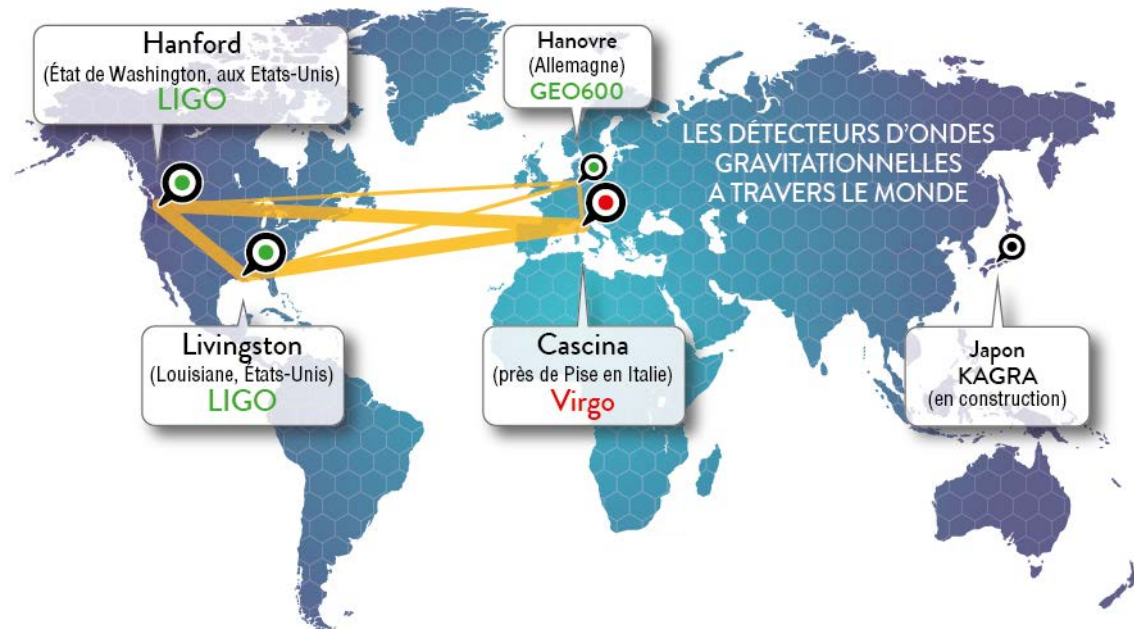 Hanford
(État de Washington, aux Etats-Unis)
LIGO
Hanovre
(Allemagne)
GEO600
LES DÉTECTEURS D'ONDES
GRAVITATIONNELLES
A TRAVERS LE MONDE
Livingston
(Louisiane, États-Unis)
LIGO
Cascina
(près de Pise en Italie)
Virgo
Japon
KAGRA
(en construction)